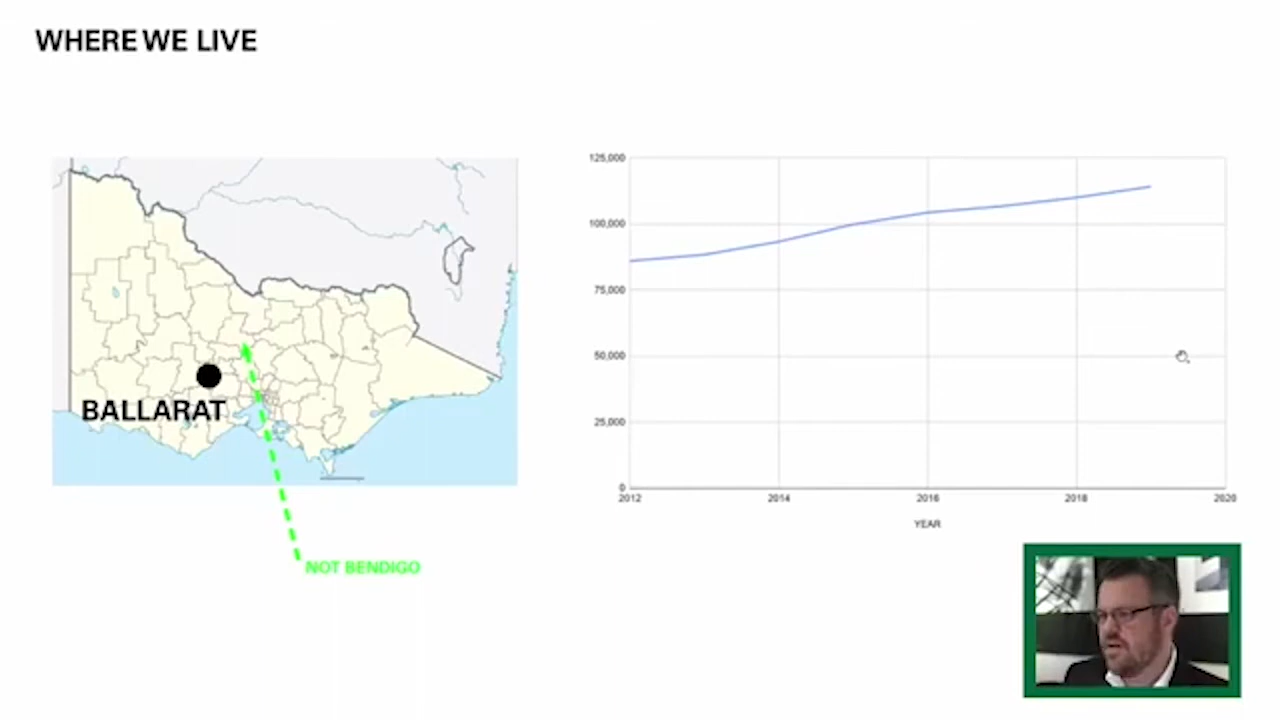 WHERE WE LIVE
BALLARAT
NOT BENDIGO
125,000
100,000
75,000
50,000
25,000
0
2012 2014 2016 2018 2020
YEAR